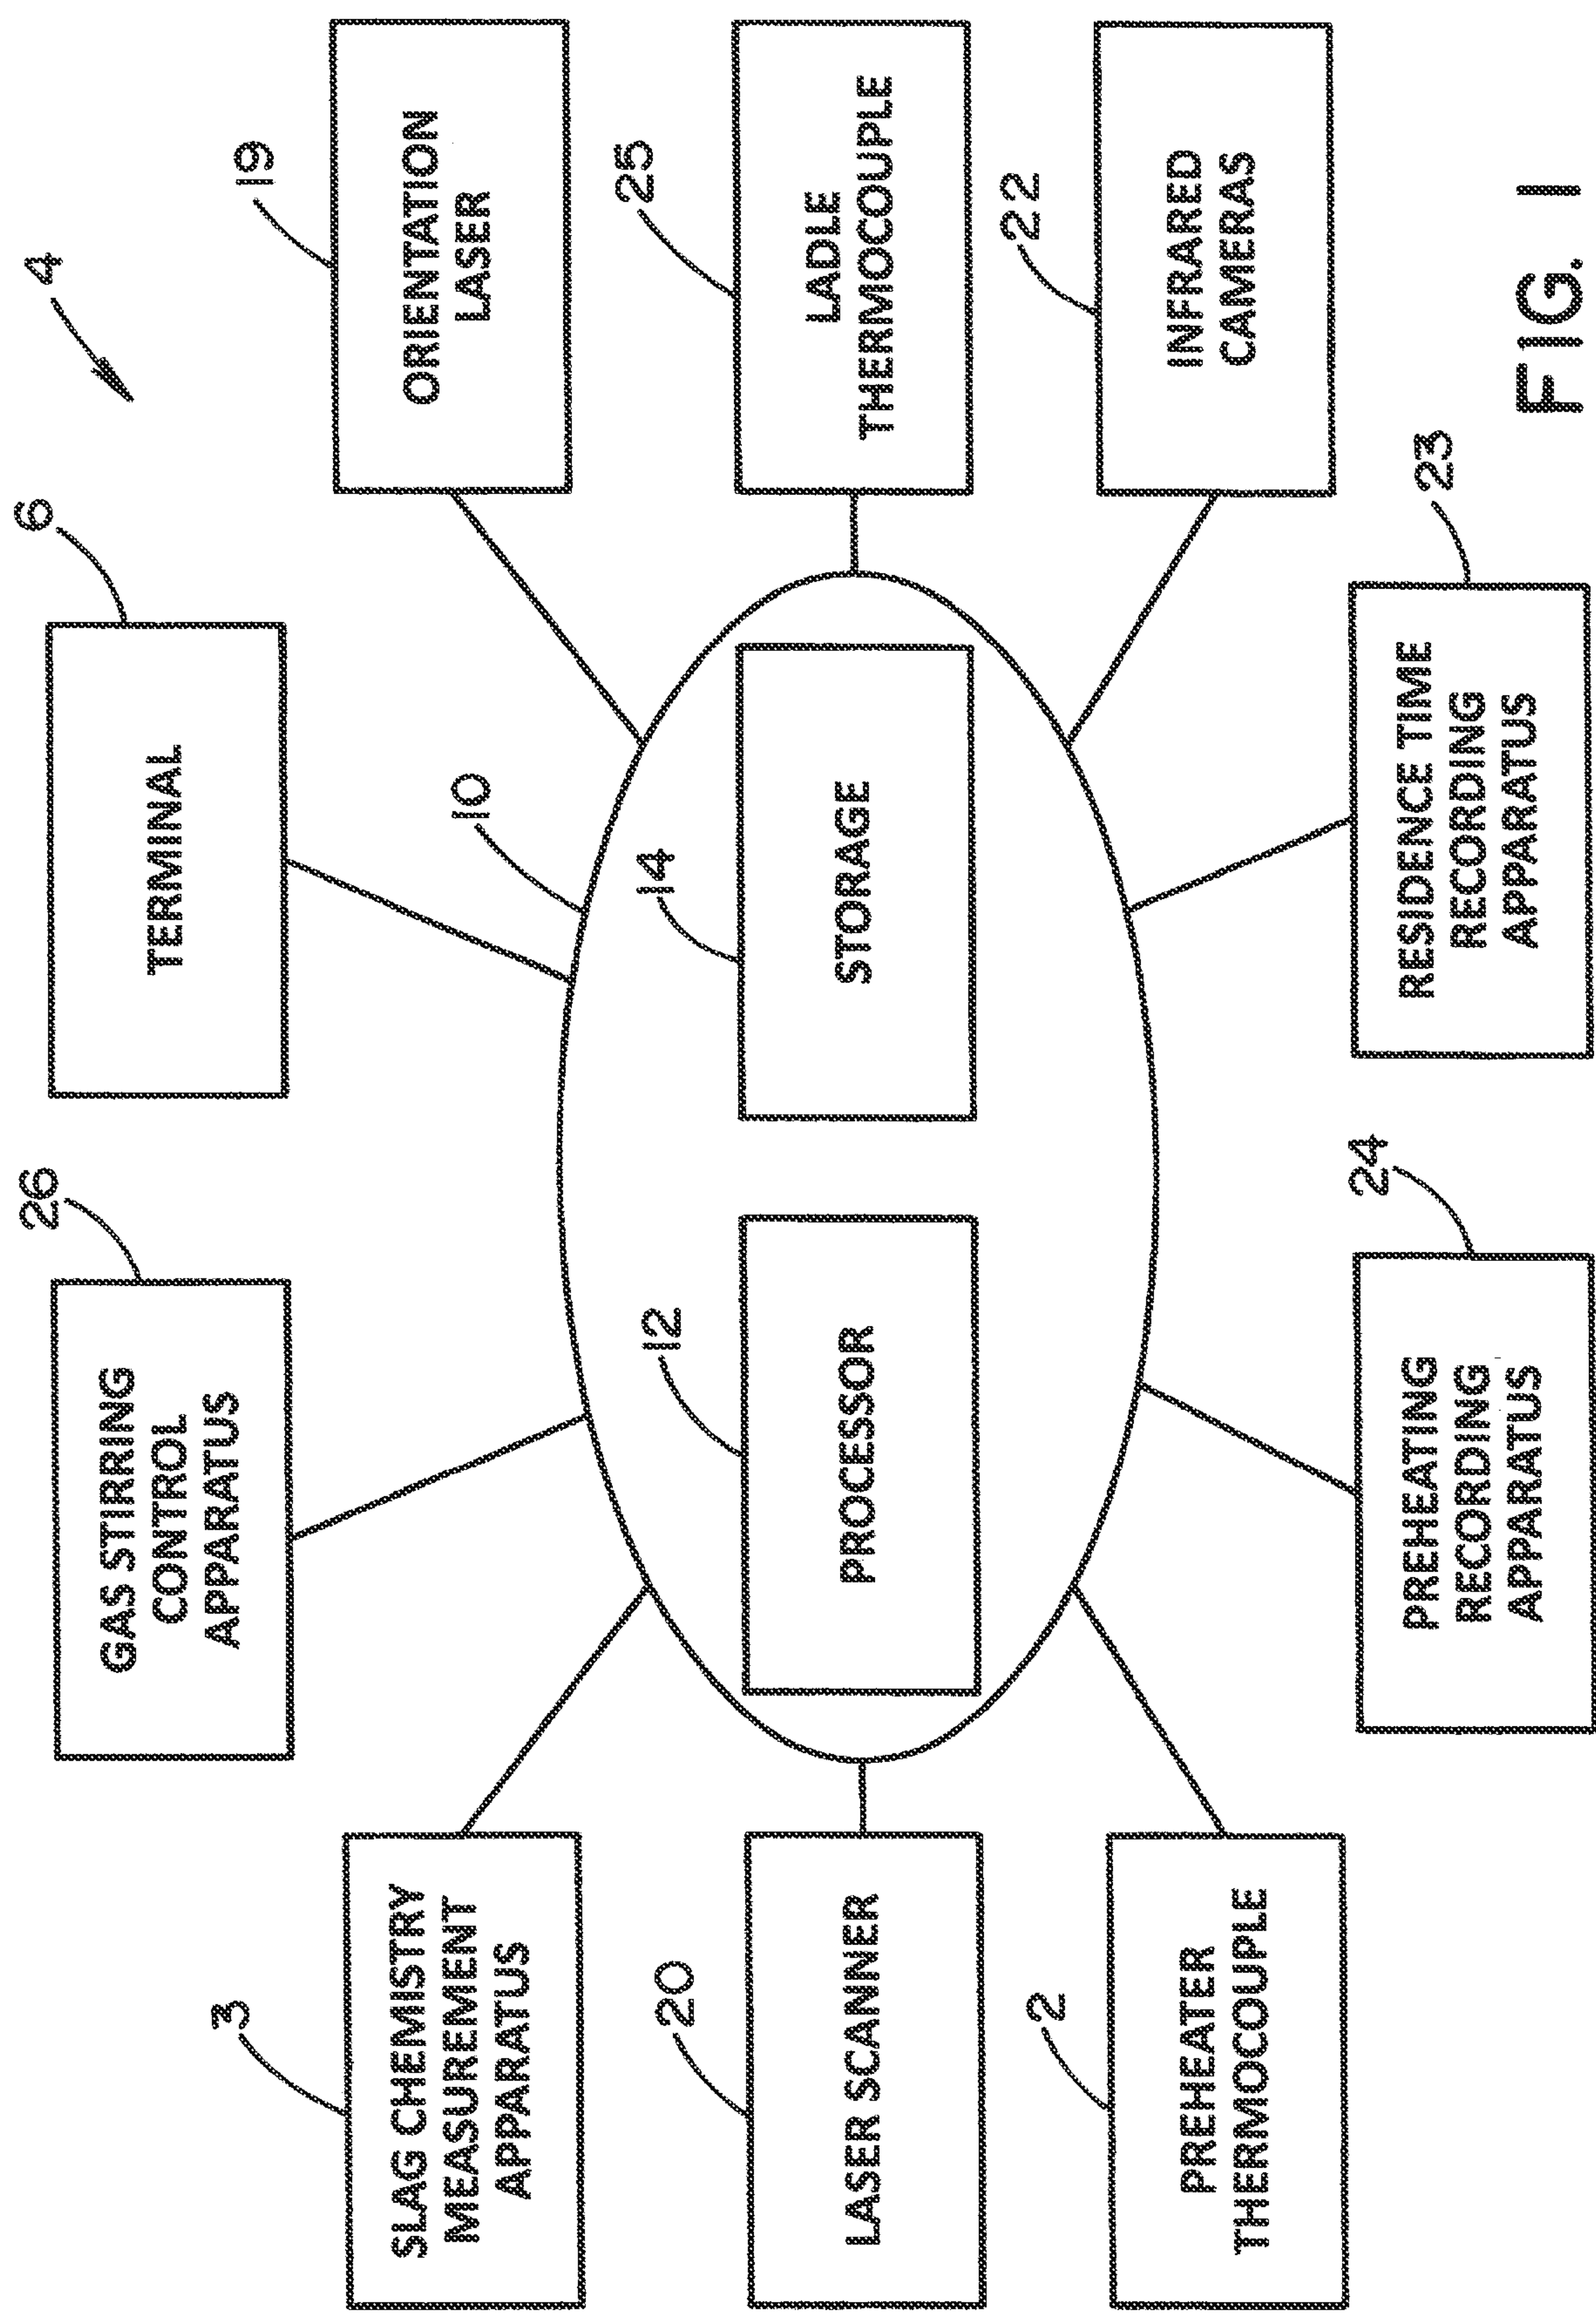 4
26
6
GAS STIRRING
CONTROL
APPARATUS
TERMINAL
3
19
SLAG CHEMISTRY
MEASUREMENT
APPARATUS
ORIENTATION
LASER
10
12
14
20
25
LASER SCANNER
PROCESSOR
STORAGE
LADLE
THERMOCOUPLE
2
22
PREHEATER
THERMOCOUPLE
INFRARED
CAMERAS
24
23
PREHEATING
RECORDING
APPARATUS
RESIDENCE TIME
RECORDING
APPARATUS
FIG. 1